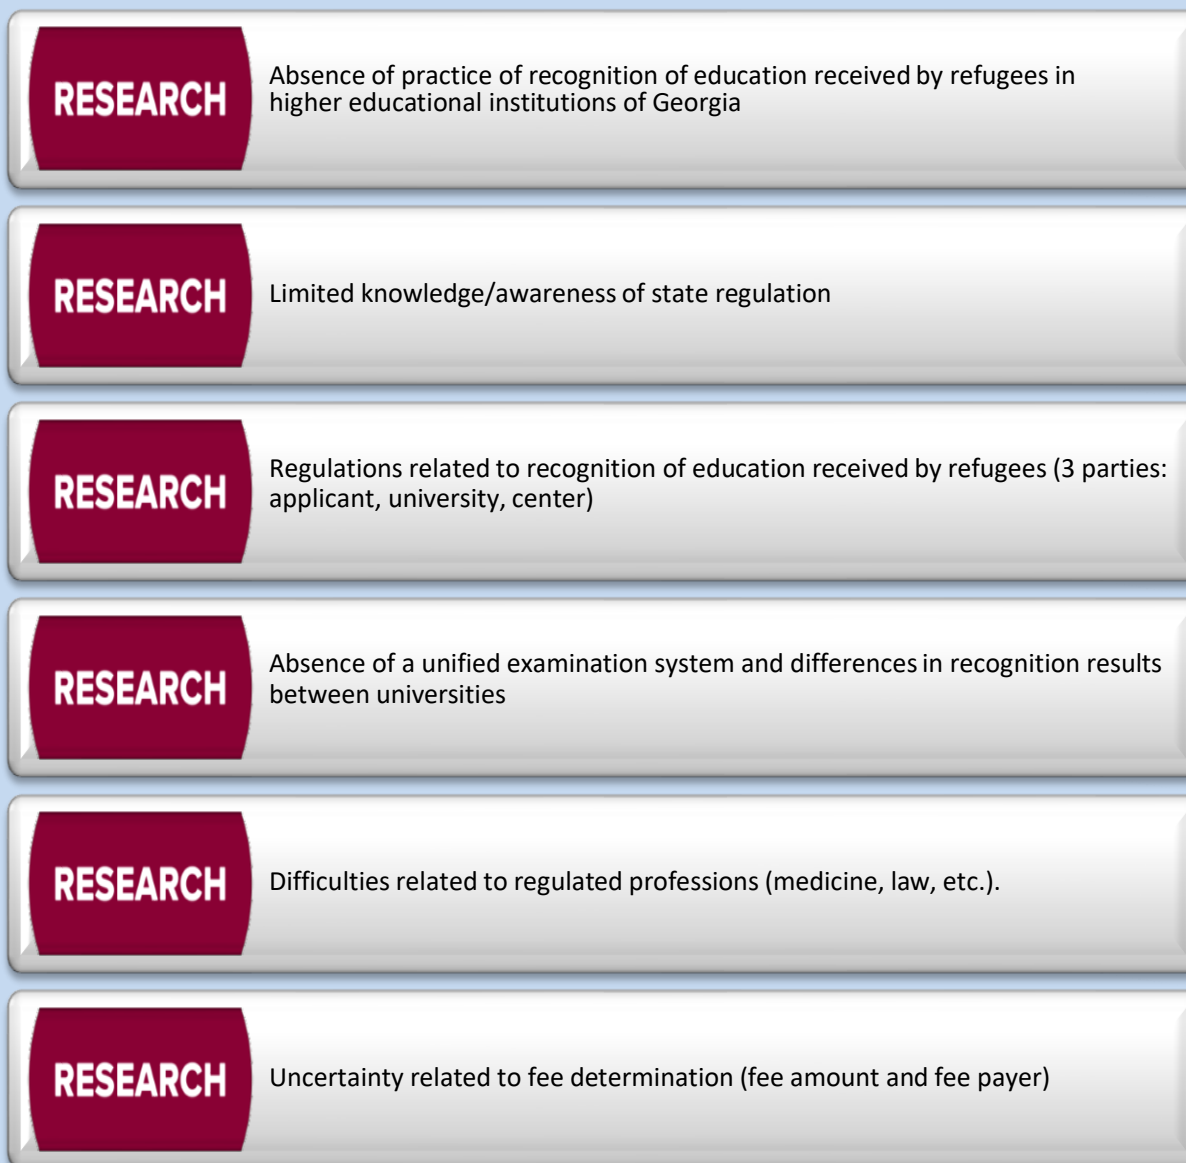 RESEARCH
Absence of practice of recognition of education received by refugees in
higher educational institutions of Georgia
RESEARCH
Limited knowledge/awareness of state regulation
RESEARCH
Regulations related to recognition of education received by refugees (3 parties:
applicant, university, center)
RESEARCH
Absence of a unified examination system and differences in recognition results
between universities
RESEARCH
Difficulties related to regulated professions (medicine, law, etc.).
RESEARCH
Uncertainty related to fee determination (fee amount and fee payer)